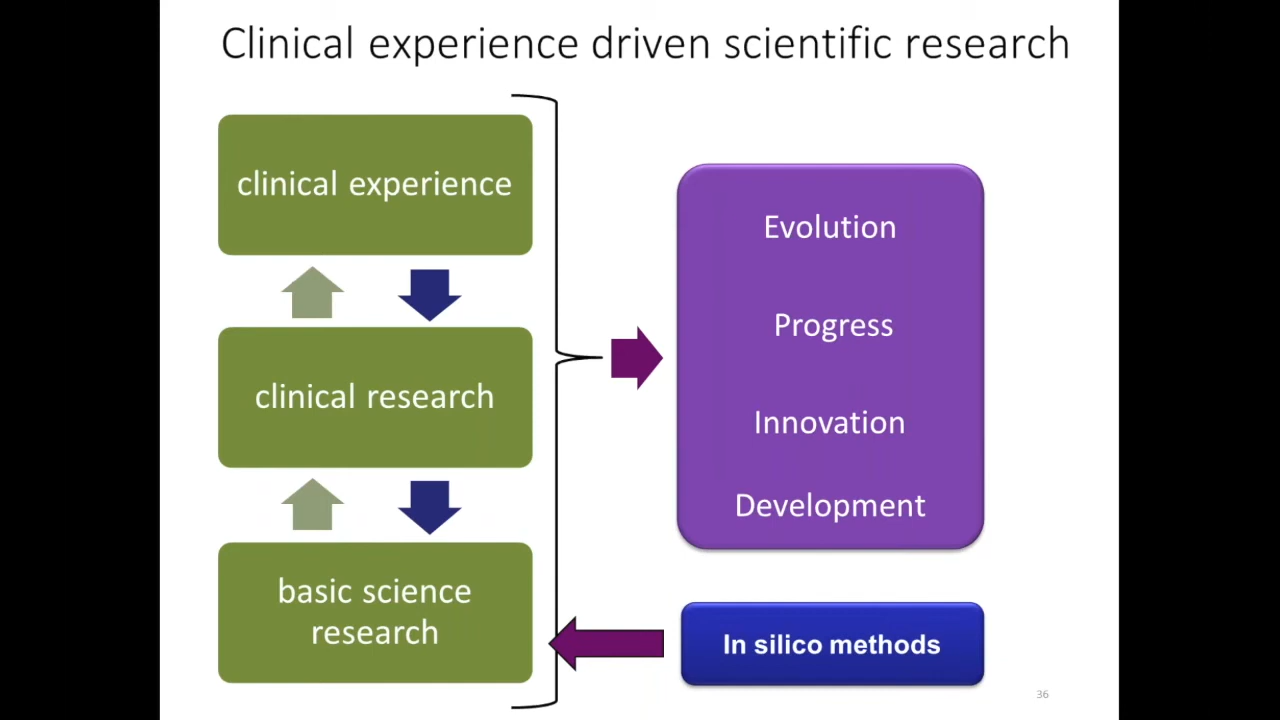 Clinical experience driven scientific research
clinical experience
clinical research
basic science
research
Evolution
Progress
Innovation
Development
In silico methods
36